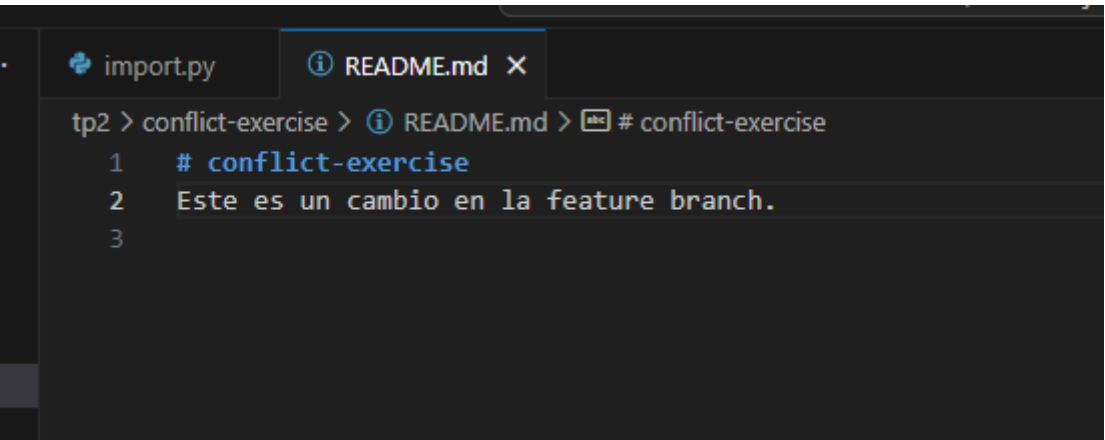 import.py README.md
tp2 > conflict-exercise > README.md > # conflict-exercise
1 # conflict-exercise
2 Este es un cambio en la feature branch.
3